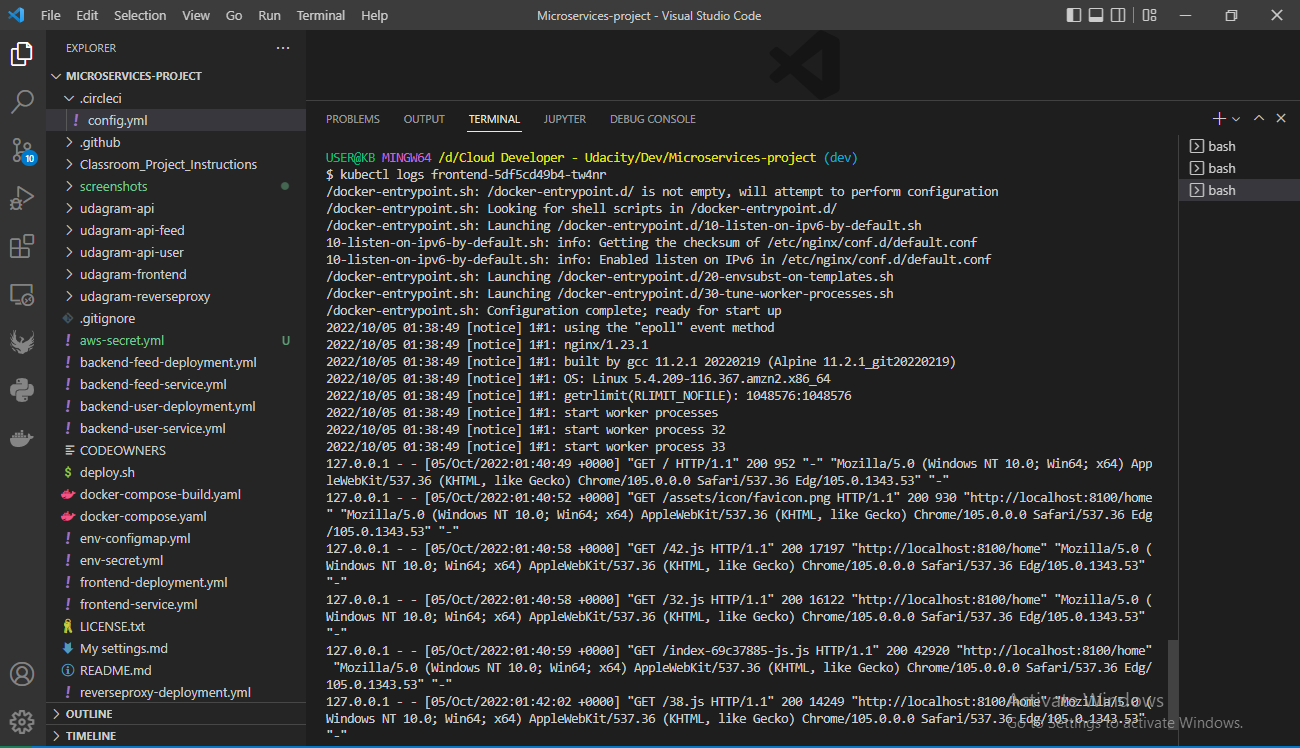 File Edit Selection View Go Run Terminal Help
Microservices-project - Visual Studio Code
EXPLORER
MICROSERVICES-PROJECT
.circleci
! config.yml
.github
Classroom_Project_Instructions
screenshots
udagram-api
udagram-api-feed
udagram-api-user
udagram-frontend
udagram-reverseproxy
.gitignore
! aws-secret.yml U
! backend-feed-deployment.yml
! backend-feed-service.yml
! backend-user-deployment.yml
! backend-user-service.yml
CODEOWNERS
$ deploy.sh
docker-compose-build.yaml
docker-compose.yaml
! env-configmap.yml
! env-secret.yml
! frontend-deployment.yml
! frontend-service.yml
LICENSE.txt
My settings.md
README.md
! reverseproxy-deployment.yml
OUTLINE
TIMELINE
10
PROBLEMS OUTPUT TERMINAL JUPYTER DEBUG CONSOLE
USER@KB MINGW64 /d/Cloud Developer - Udacity/Dev/Microservices-project (dev)
$ kubectl logs frontend-5df5cd49b4-tw4nr
/docker-entrypoint.sh: /docker-entrypoint.d/ is not empty, will attempt to perform configuration
/docker-entrypoint.sh: Looking for shell scripts in /docker-entrypoint.d/
/docker-entrypoint.sh: Launching /docker-entrypoint.d/10-listen-on-ipv6-by-default.sh
10-listen-on-ipv6-by-default.sh: info: Getting the checksum of /etc/nginx/conf.d/default.conf
10-listen-on-ipv6-by-default.sh: info: Enabled listen on IPv6 in /etc/nginx/conf.d/default.conf
/docker-entrypoint.sh: Launching /docker-entrypoint.d/20-envsubst-on-templates.sh
/docker-entrypoint.sh: Launching /docker-entrypoint.d/30-tune-worker-processes.sh
/docker-entrypoint.sh: Configuration complete; ready for start up
2022/10/05 01:38:49 [notice] 1#1: using the "epoll" event method
2022/10/05 01:38:49 [notice] 1#1: nginx/1.23.1
2022/10/05 01:38:49 [notice] 1#1: built by gcc 11.2.1 20220219 (Alpine 11.2.1_git20220219)
2022/10/05 01:38:49 [notice] 1#1: OS: Linux 5.4.209-116.367.amzn2.x86_64
2022/10/05 01:38:49 [notice] 1#1: getrlimit(RLIMIT_NOFILE): 1048576:1048576
2022/10/05 01:38:49 [notice] 1#1: start worker processes
2022/10/05 01:38:49 [notice] 1#1: start worker process 32
2022/10/05 01:38:49 [notice] 1#1: start worker process 33
127.0.0.1 - - [05/Oct/2022:01:40:49 +0000] "GET / HTTP/1.1" 200 952 "-" "Mozilla/5.0 (Windows NT 10.0; Win64; x64) App
leWebKit/537.36 (KHTML, like Gecko) Chrome/105.0.0.0 Safari/537.36 Edg/105.0.1343.53" "-"
127.0.0.1 - - [05/Oct/2022:01:40:52 +0000] "GET /assets/icon/favicon.png HTTP/1.1" 200 930 "http://localhost:8100/home
" "Mozilla/5.0 (Windows NT 10.0; Win64; x64) AppleWebKit/537.36 (KHTML, like Gecko) Chrome/105.0.0.0 Safari/537.36 Edg
/105.0.1343.53" "-"
127.0.0.1 - - [05/Oct/2022:01:40:58 +0000] "GET /42.js HTTP/1.1" 200 17197 "http://localhost:8100/home" "Mozilla/5.0 (
Windows NT 10.0; Win64; x64) AppleWebKit/537.36 (KHTML, like Gecko) Chrome/105.0.0.0 Safari/537.36 Edg/105.0.1343.53"
"-"
127.0.0.1 - - [05/Oct/2022:01:40:58 +0000] "GET /32.js HTTP/1.1" 200 16122 "http://localhost:8100/home" "Mozilla/5.0 (
Windows NT 10.0; Win64; x64) AppleWebKit/537.36 (KHTML, like Gecko) Chrome/105.0.0.0 Safari/537.36 Edg/105.0.1343.53"
"-"
127.0.0.1 - - [05/Oct/2022:01:40:59 +0000] "GET /index-69c37885-js.js HTTP/1.1" 200 42920 "http://localhost:8100/home"
"Mozilla/5.0 (Windows NT 10.0; Win64; x64) AppleWebKit/537.36 (KHTML, like Gecko) Chrome/105.0.0.0 Safari/537.36 Edg/
105.0.1343.53" "-"
127.0.0.1 - - [05/Oct/2022:01:42:02 +0000] "GET /38.js HTTP/1.1" 200 14249 "http://localhost:8100/home" "Mozilla/5.0 (
Windows NT 10.0; Win64; x64) AppleWebKit/537.36 (KHTML, like Gecko) Chrome/105.0.0.0 Safari/537.36 Edg/105.0.1343.53"
"-"
bash
bash
bash
Activate Windows
Go to Settings to activate Windows.